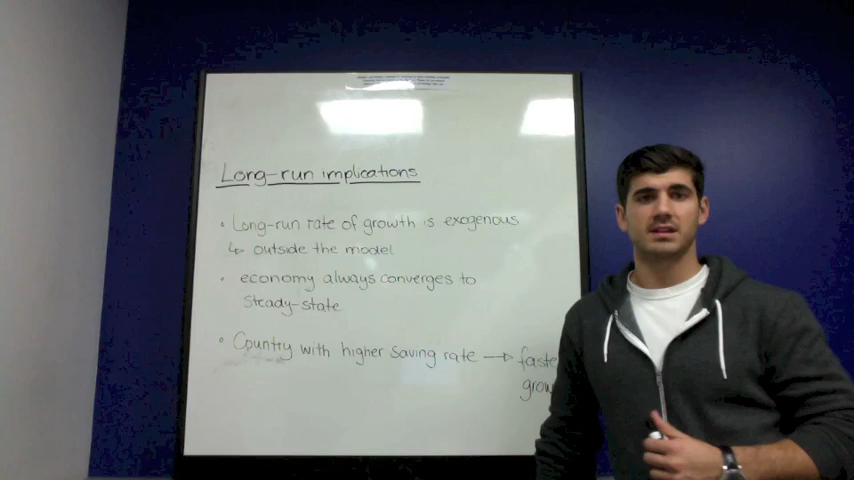 Long-run implications
• Long-run rate of growth is exogenous
↳ outside the model
• economy always converges to
Steady-state
• Country with higher saving rate → faste
grow